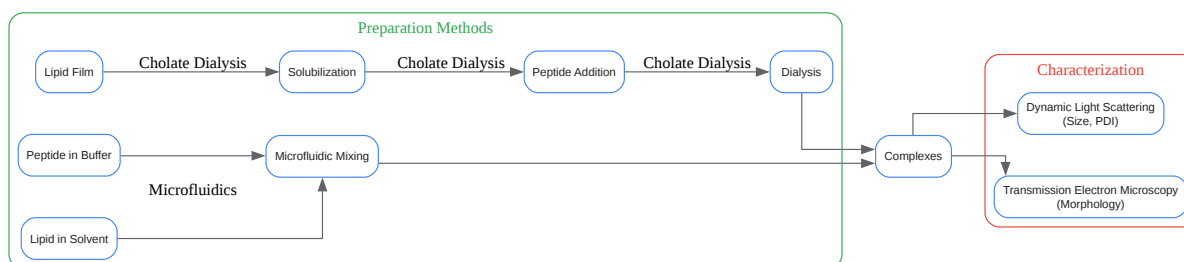 Preparation Methods
Lipid Film
Cholate Dialysis
Solubilization
Cholate Dialysis
Peptide Addition
Cholate Dialysis
Dialysis
Characterization
Dynamic Light Scattering
(Size, PDI)
Peptide in Buffer
Microfluidic Mixing
Complexes
Microfluidics
Transmission Electron Microscopy
(Morphology)
Lipid in Solvent